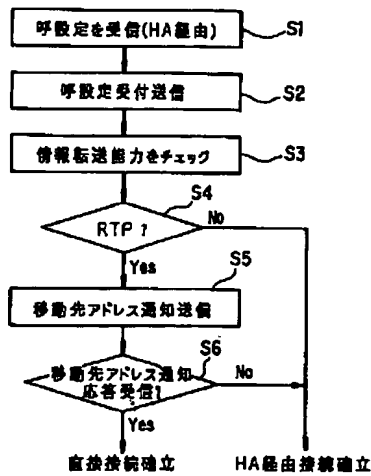 呼設定を受信(HA経由)
S1
呼設定受付送信
S2
情報転送能力をチェック
S3
S4
RTP?
No
Yes
S5
移動先アドレス通知送信
S6
移動先アドレス通知
応答受信?
No
Yes
直接接続確立
HA経由接続確立